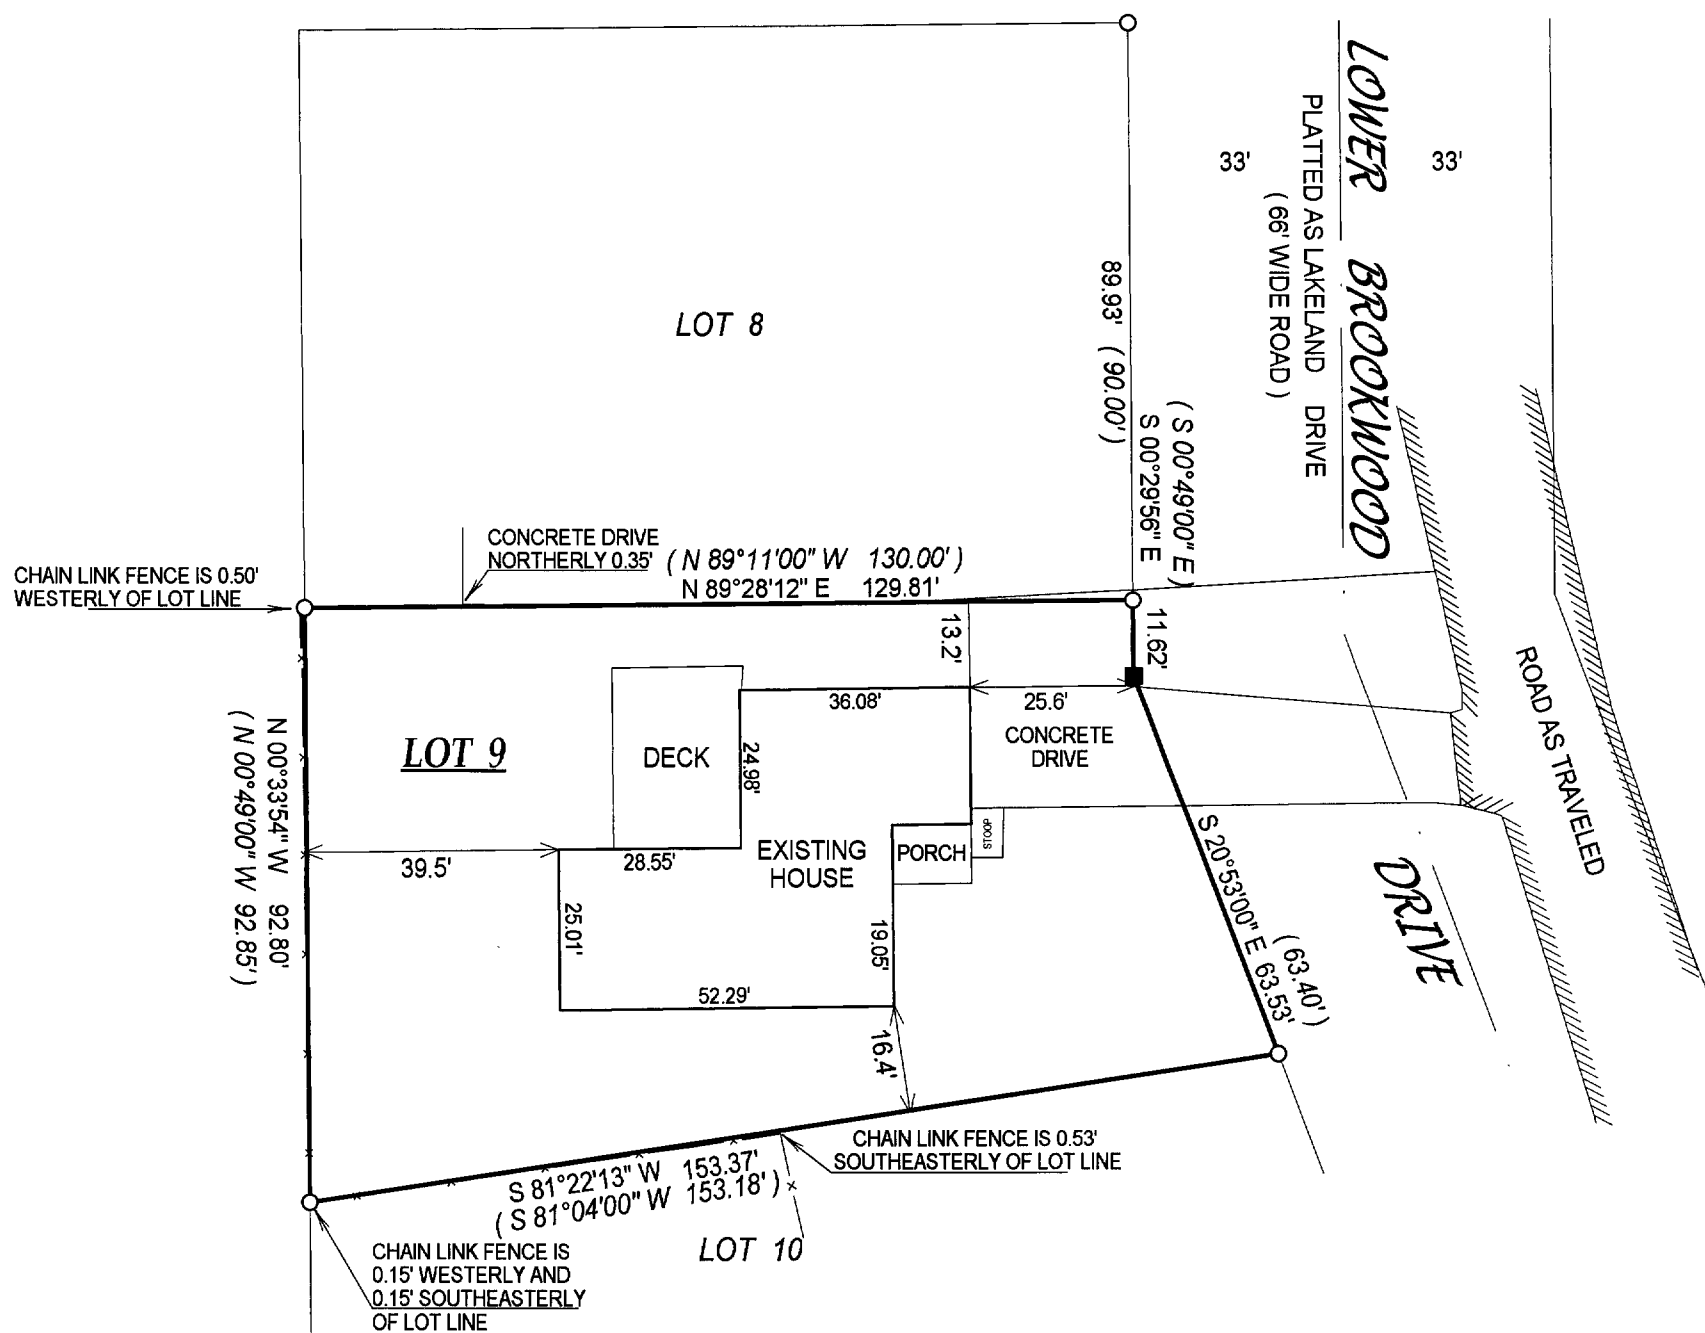 LOWER BROOKWOOD
DRIVE
PLATTED AS LAKELAND DRIVE
( 66' WIDE ROAD )
33'
33'
LOT 8
89.93' ( 90.00' )
( S 00°49'00" E )
S 00°29'56" E
CONCRETE DRIVE
NORTHERLY 0.35'
( N 89°11'00" W 130.00' )
N 89°28'12" E 129.81'
CHAIN LINK FENCE IS 0.50'
WESTERLY OF LOT LINE
13.2'
11.62'
36.08'
25.6'
CONCRETE
DRIVE
ROAD AS TRAVELED
LOT 9
DECK
24.98'
STOOP
N 00°33'54" W 92.80'
( N 00°49'00" W 92.85' )
39.5'
28.55'
EXISTING
HOUSE
PORCH
S 20°53'00" E 63.53'
( 63.40' )
25.01'
19.05'
52.29'
16.4'
CHAIN LINK FENCE IS 0.53'
SOUTHEASTERLY OF LOT LINE
S 81°22'13" W 153.37'
( S 81°04'00" W 153.18' )
LOT 10
CHAIN LINK FENCE IS
0.15' WESTERLY AND
0.15' SOUTHEASTERLY
OF LOT LINE